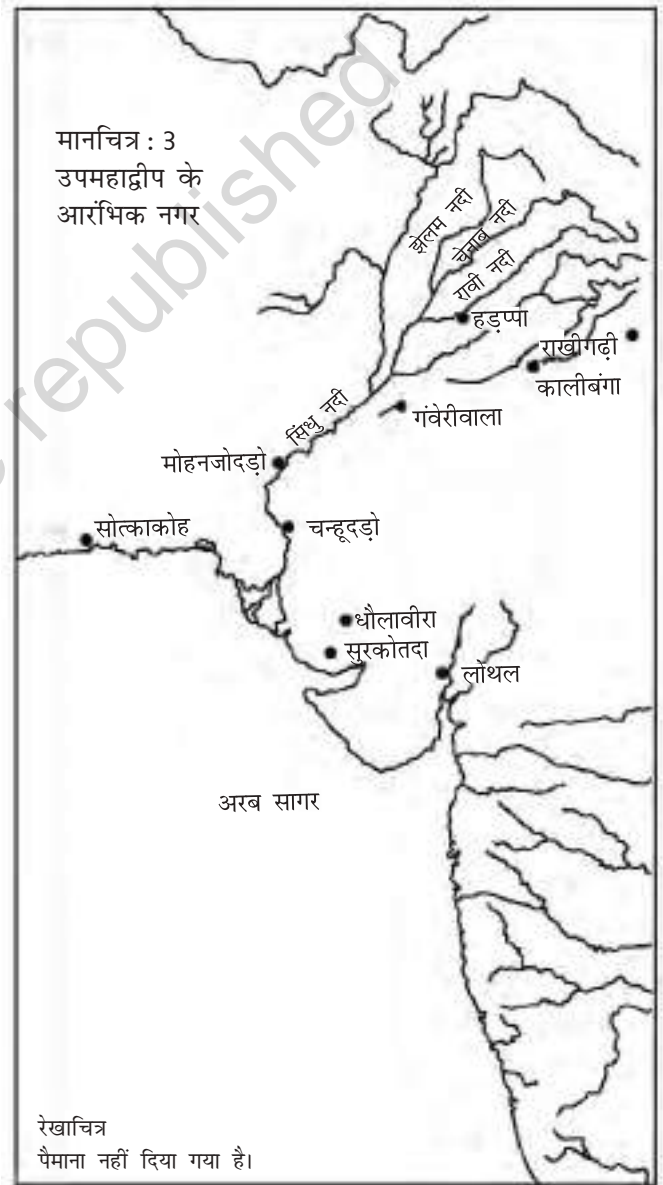 मानचित्र : 3
उपमहाद्वीप के
आरंभिक नगर
झेलम नदी
चेनाब नदी
रावी नदी
हड़प्पा
राखीगढ़ी
कालीबंगा
सिंधु नदी
गंवेरीवाला
मोहनजोदड़ो
सोत्काकोह
चन्हूदड़ो
धौलावीरा
सुरकोतदा
लोथल
अरब सागर
रेखाचित्र
पैमाना नहीं दिया गया है।
republished